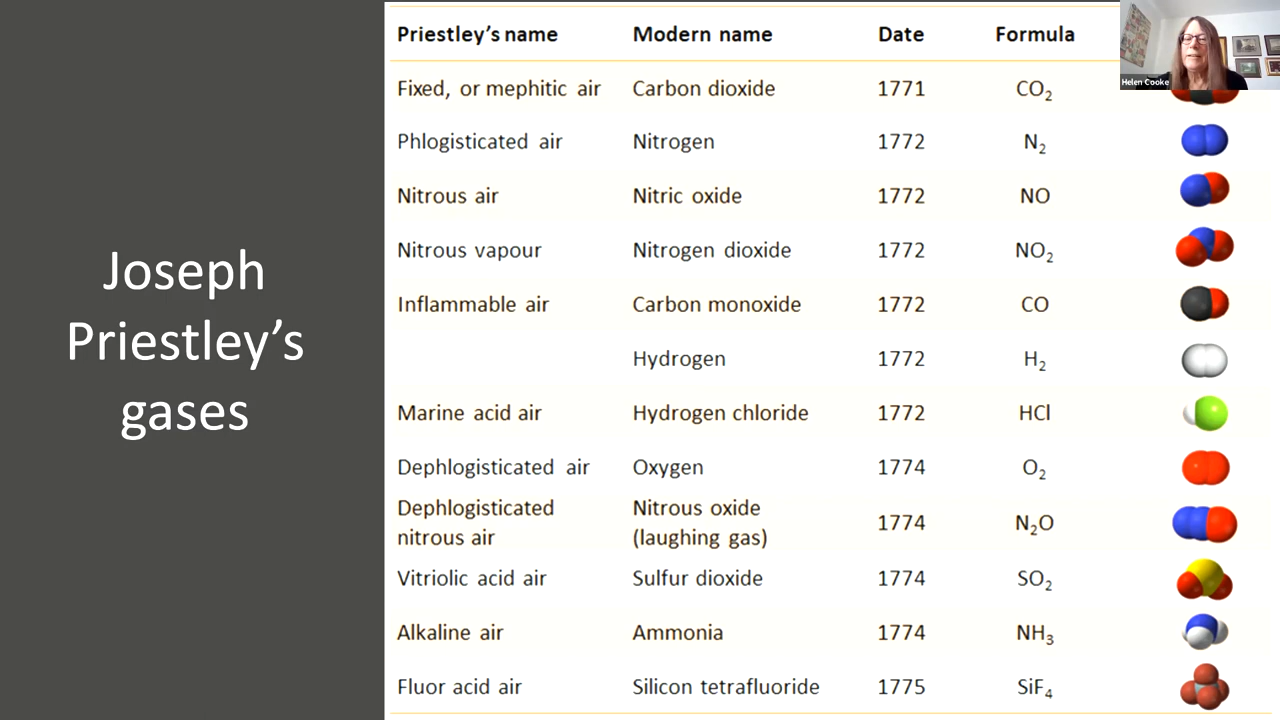 Joseph
Priestley’s
gases
Priestley’s name Modern name Date Formula
Fixed, or mephitic air Carbon dioxide 1771 CO₂
Phlogisticated air Nitrogen 1772 N₂
Nitrous air Nitric oxide 1772 NO
Nitrous vapour Nitrogen dioxide 1772 NO₂
Inflammable air Carbon monoxide 1772 CO
Hydrogen 1772 H₂
Marine acid air Hydrogen chloride 1772 HCl
Dephlogisticated air Oxygen 1774 O₂
Dephlogisticated
nitrous air
Nitrous oxide
(laughing gas)
1774 N₂O
Vitriolic acid air Sulfur dioxide 1774 SO₂
Alkaline air Ammonia 1774 NH₃
Fluor acid air Silicon tetrafluoride 1775 SiF₄
Helen Cooke